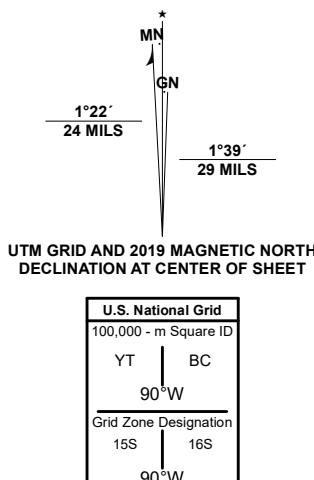 ★
MN
GN
1°22´
24 MILS
1°39´
29 MILS
UTM GRID AND 2019 MAGNETIC NORTH
DECLINATION AT CENTER OF SHEET
U.S. National Grid
100,000 - m Square ID
YT BC
90°W
Grid Zone Designation
15S 16S
90°W